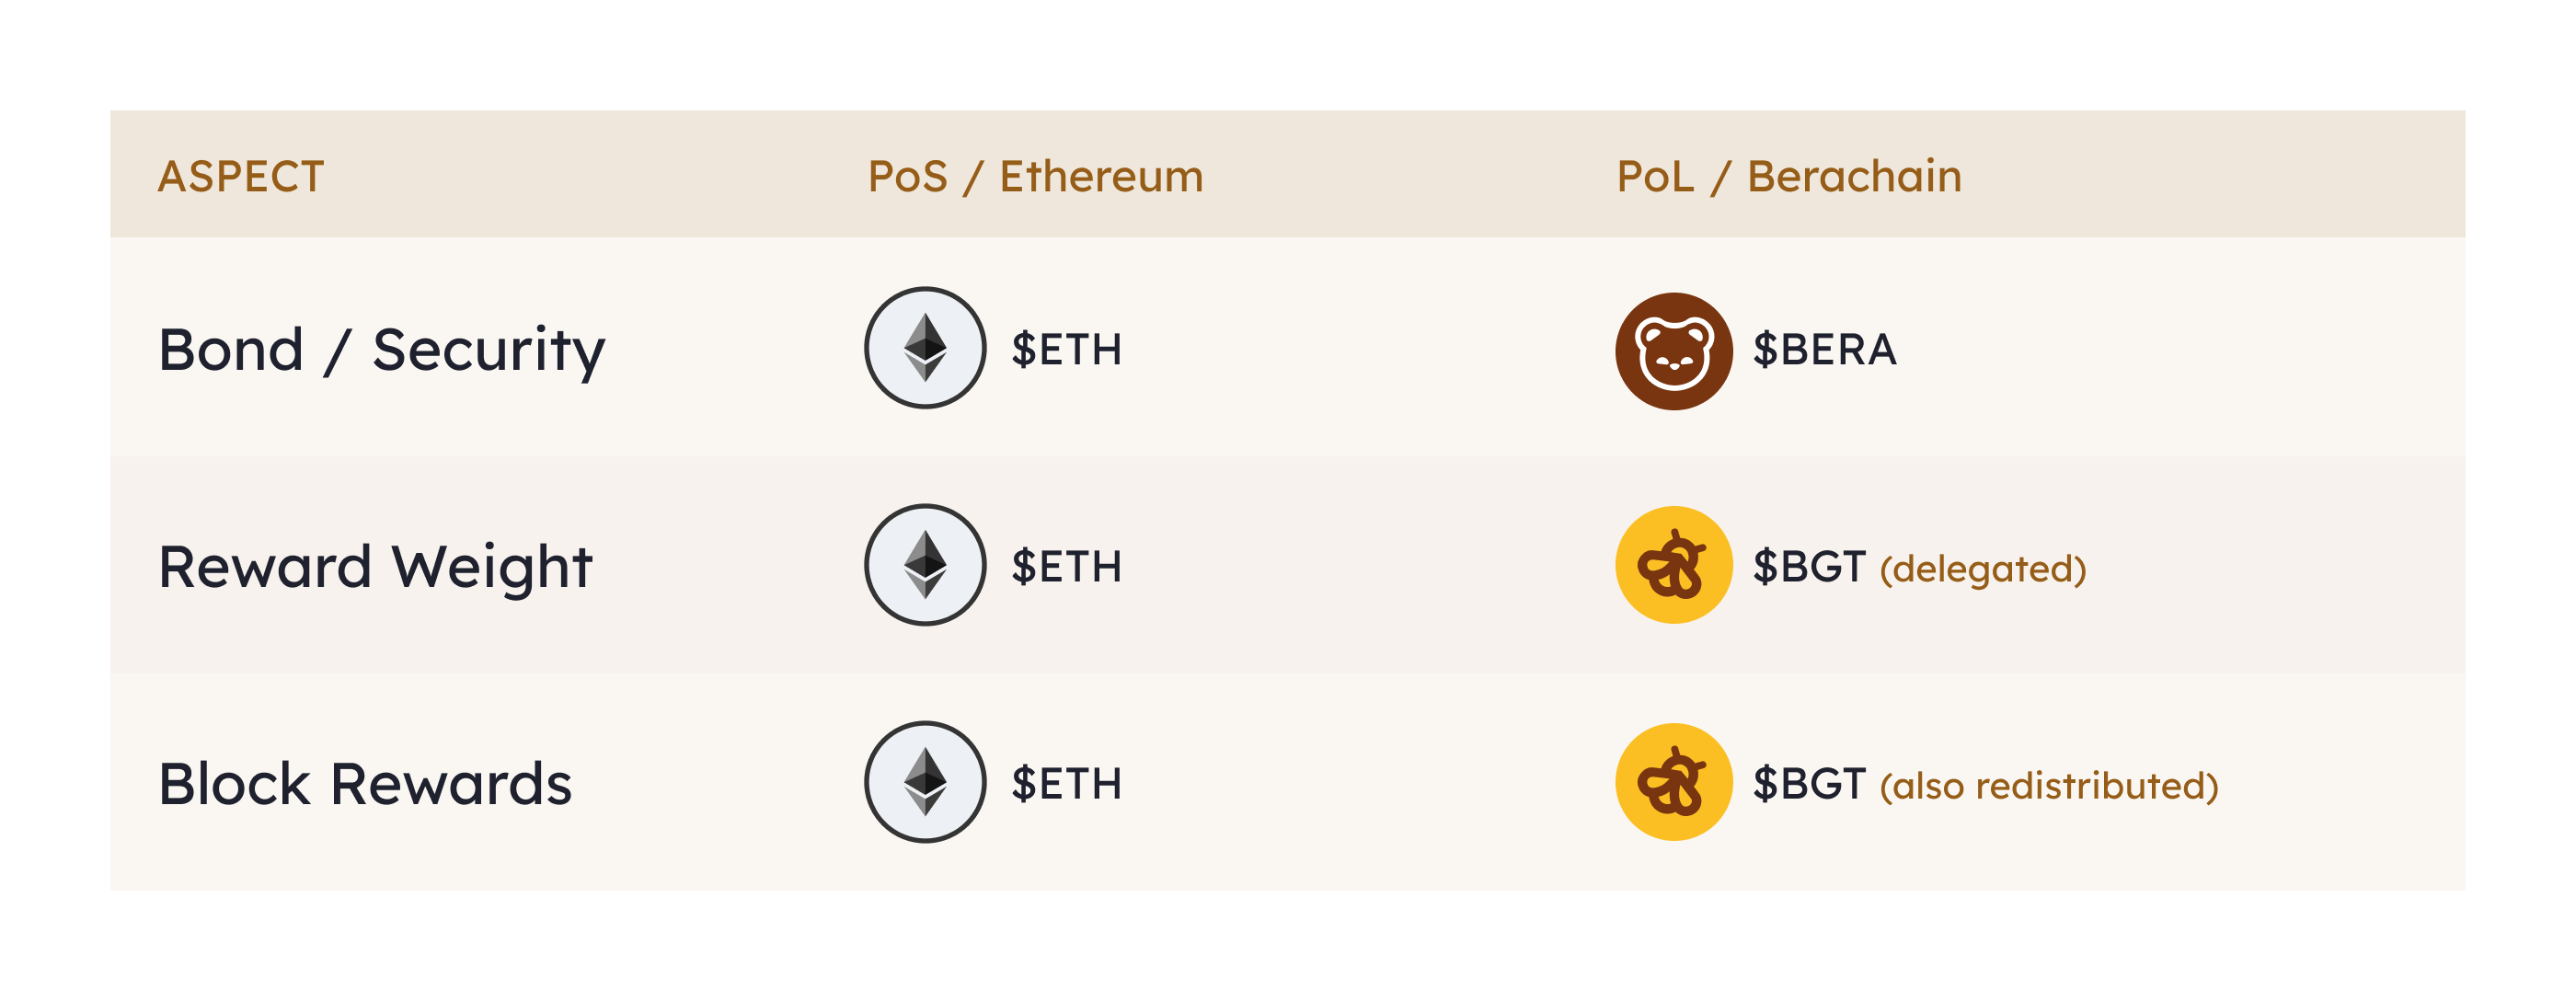 ASPECT PoS / Ethereum PoL / Berachain
Bond / Security $ETH $BERA
Reward Weight $ETH $BGT (delegated)
Block Rewards $ETH $BGT (also redistributed)